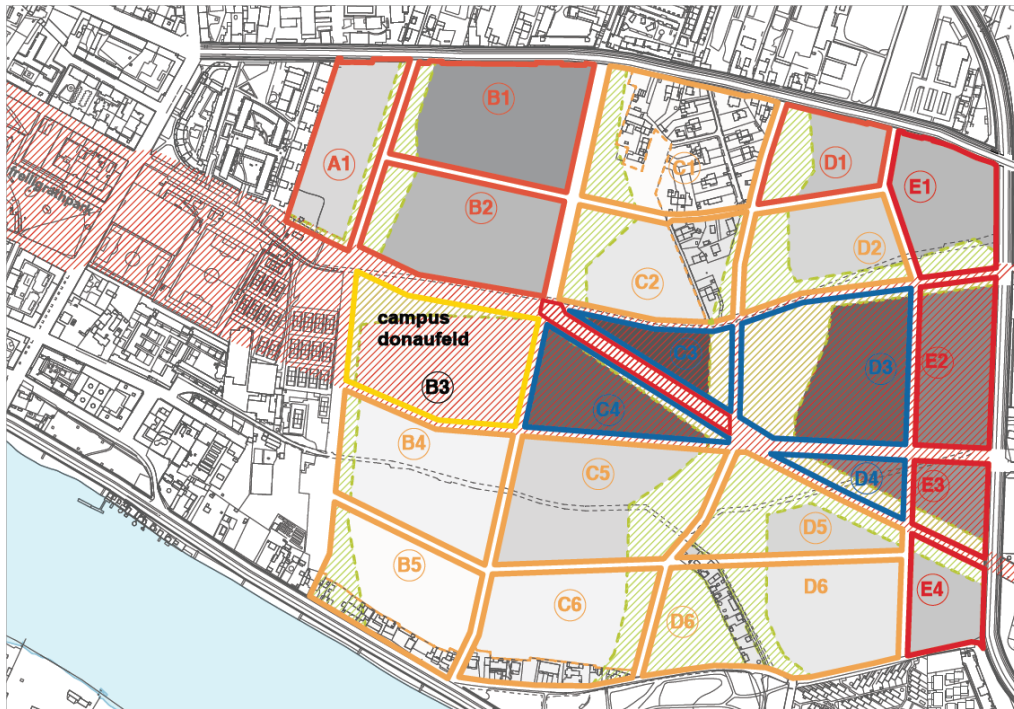 B1
A1
C1
D1
E1
freiligrathpark
B2
D2
C2
campus
donaufeld
B3
C3
D3
E2
C4
B4
C5
D4
E3
D5
B5
C6
D6
D6
E4